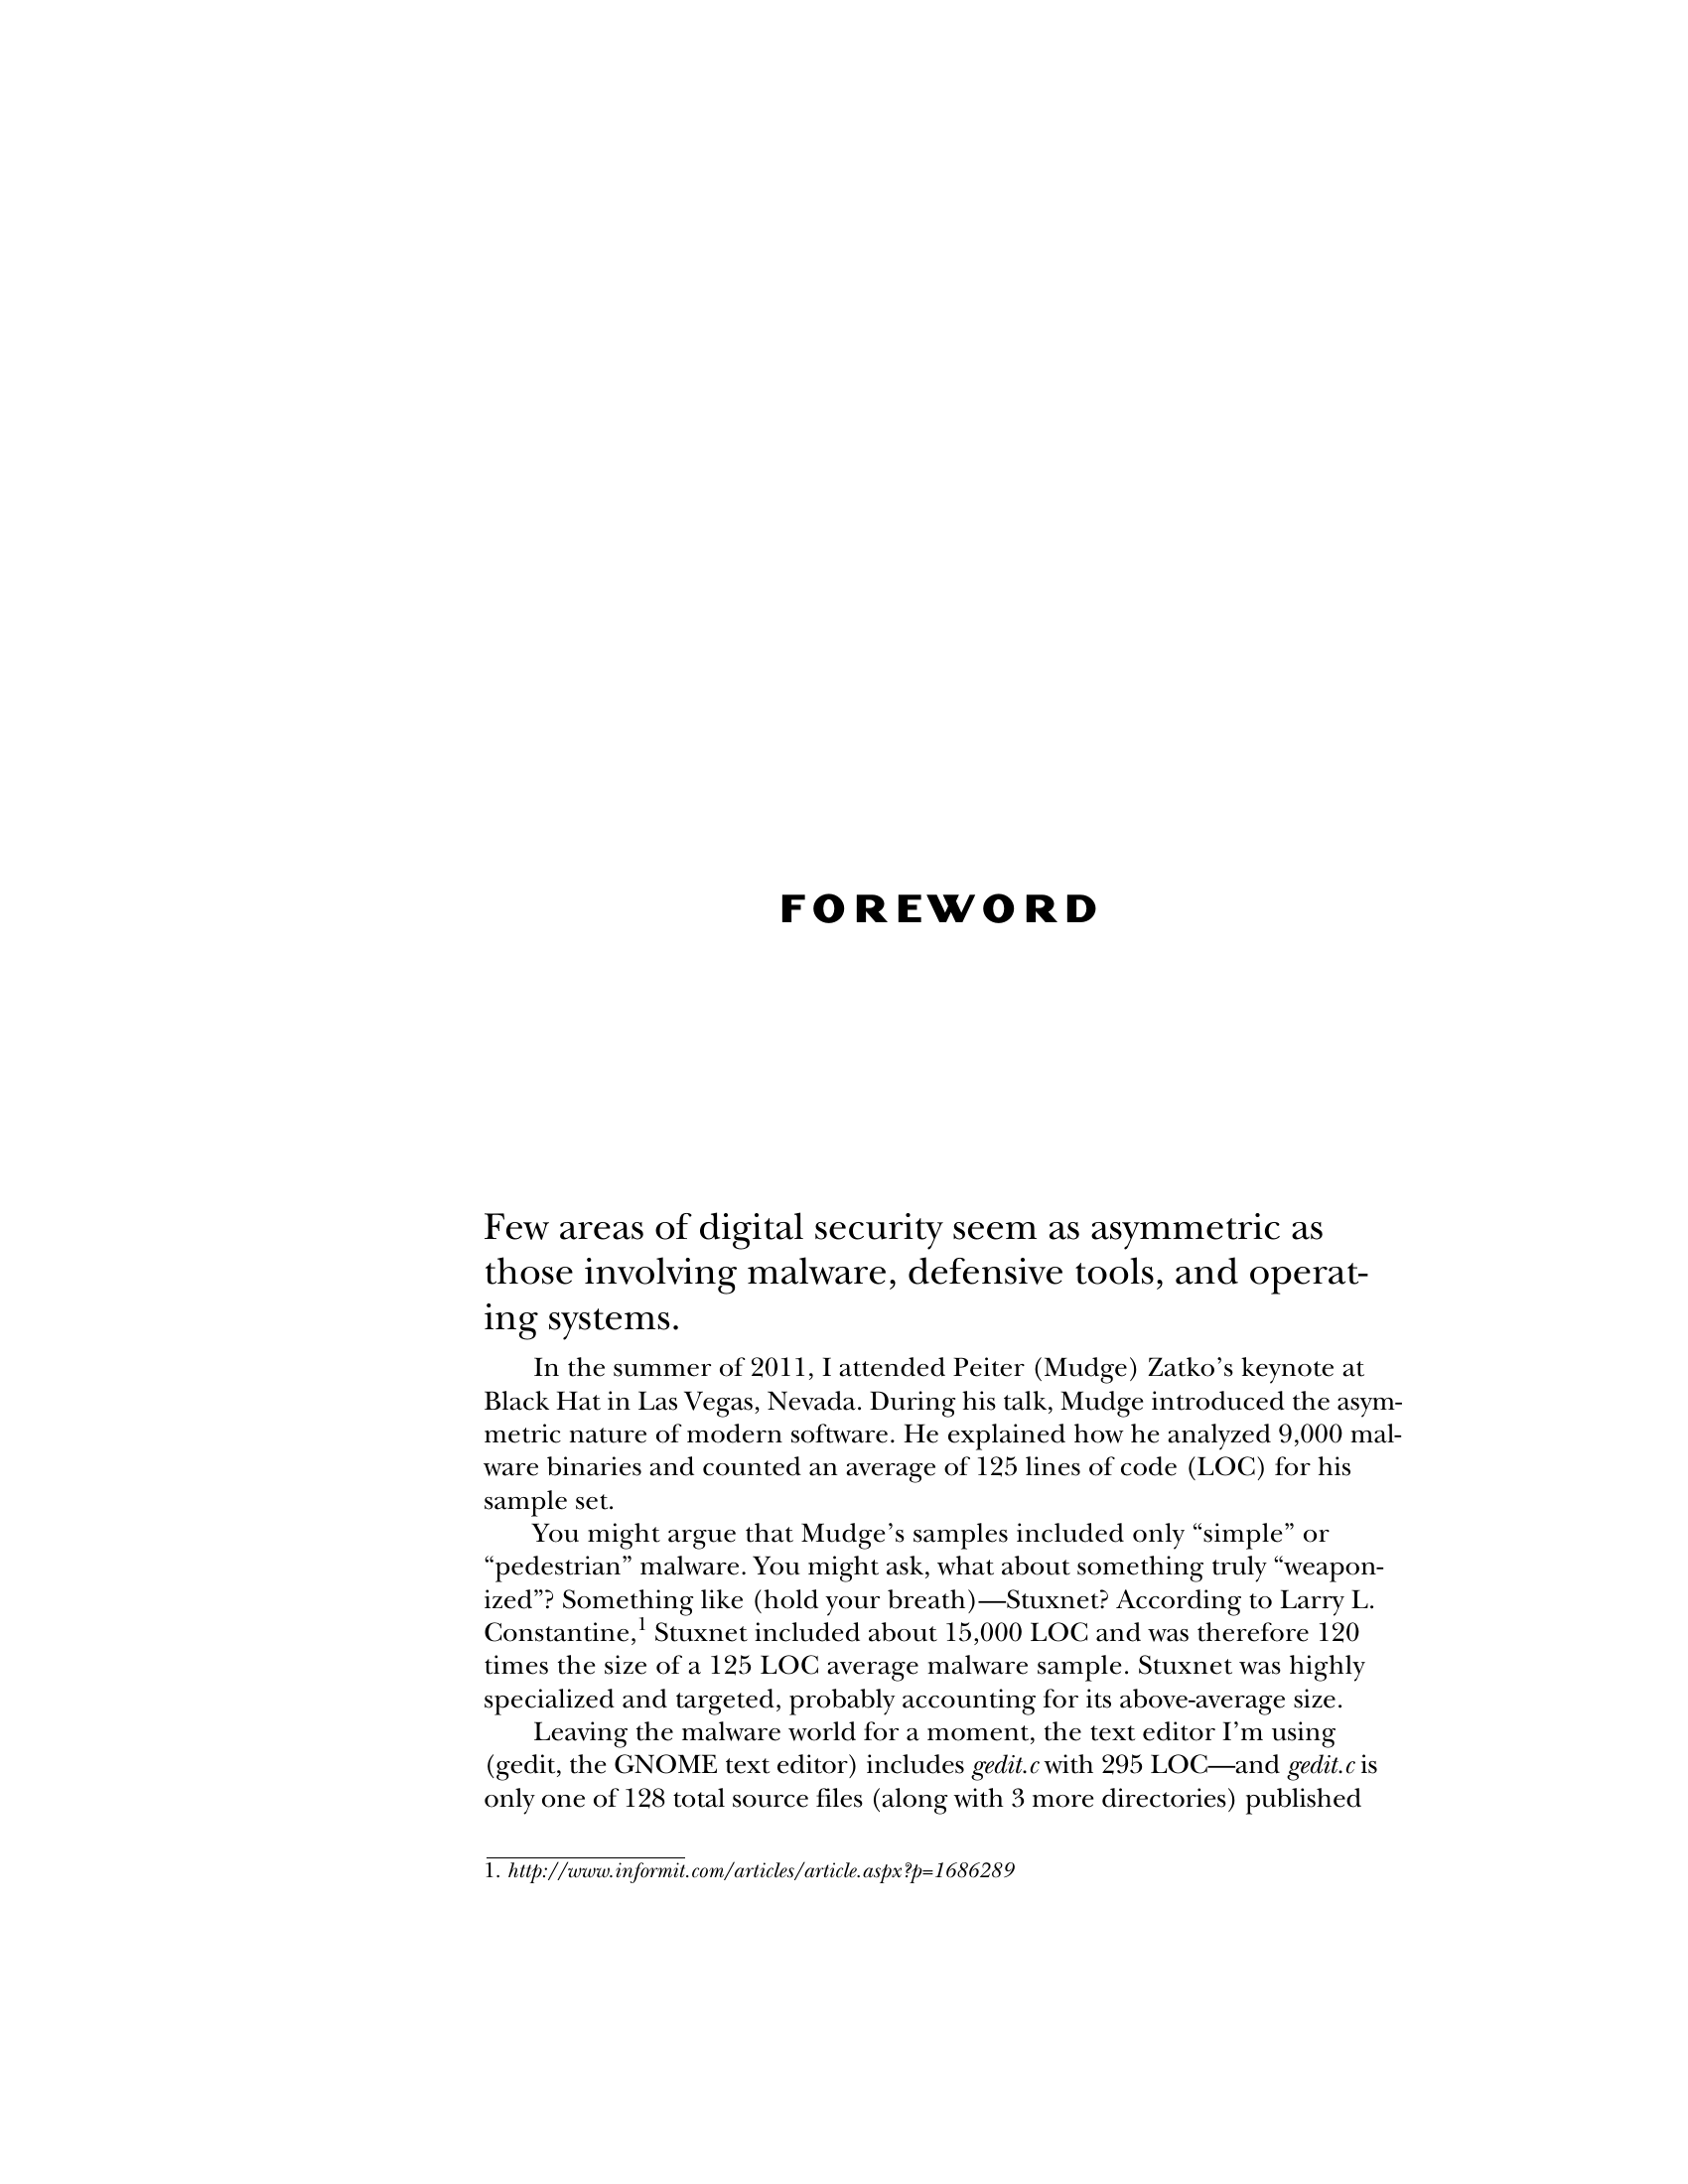 FOREWORD
Few areas of digital security seem as asymmetric as
those involving malware, defensive tools, and operat-
ing systems.
In the summer of 2011, I attended Peiter (Mudge) Zatko’s keynote at
Black Hat in Las Vegas, Nevada. During his talk, Mudge introduced the asym-
metric nature of modern software. He explained how he analyzed 9,000 mal-
ware binaries and counted an average of 125 lines of code (LOC) for his
sample set.
You might argue that Mudge’s samples included only “simple” or
“pedestrian” malware. You might ask, what about something truly “weapon-
ized”? Something like (hold your breath)—Stuxnet? According to Larry L.
Constantine,1 Stuxnet included about 15,000 LOC and was therefore 120
times the size of a 125 LOC average malware sample. Stuxnet was highly
specialized and targeted, probably accounting for its above-average size.
Leaving the malware world for a moment, the text editor I’m using
(gedit, the GNOME text editor) includes gedit.c with 295 LOC—and gedit.c is
only one of 128 total source files (along with 3 more directories) published
1. http://www.informit.com/articles/article.aspx?p=1686289